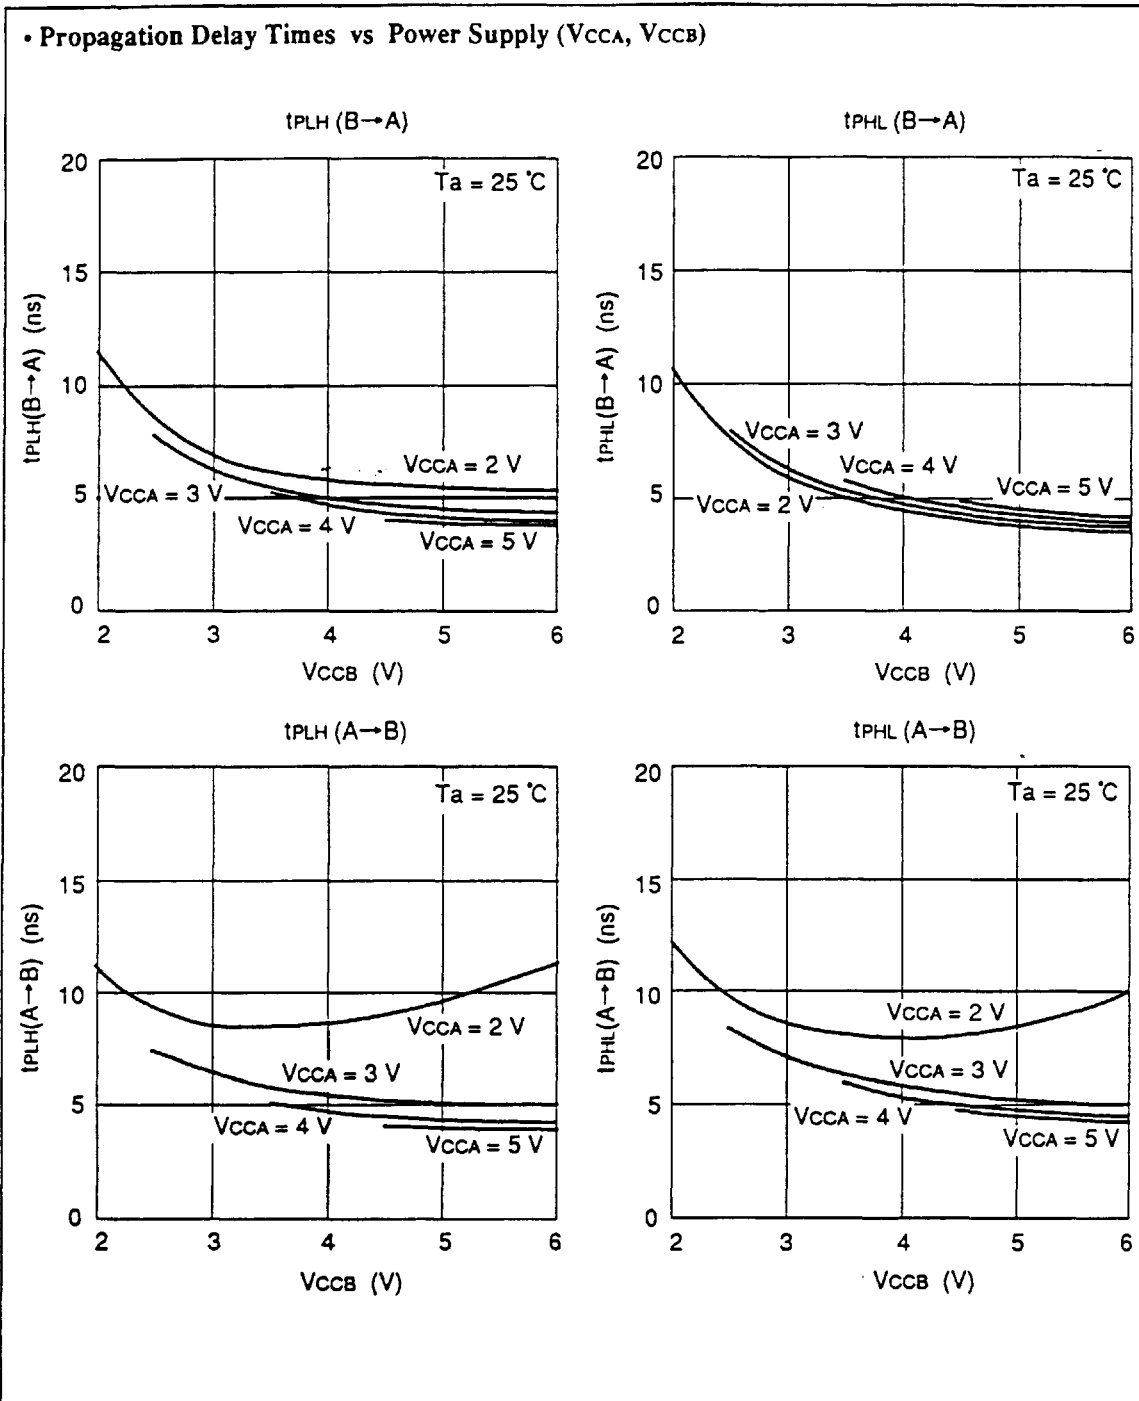 • Propagation Delay Times vs Power Supply (VCCA, VCCB)
tPLH (B→A)
20
15
10
5
0
tPLH(B→A) (ns)
Ta = 25 °C
VCCA = 2 V
VCCA = 3 V
VCCA = 4 V
VCCA = 5 V
2 3 4 5 6
VCCB (V)
tPHL (B→A)
20
15
10
5
0
tPHL(B→A) (ns)
Ta = 25 °C
VCCA = 3 V
VCCA = 4 V
VCCA = 5 V
VCCA = 2 V
2 3 4 5 6
VCCB (V)
tPLH (A→B)
20
15
10
5
0
tPLH(A→B) (ns)
Ta = 25 °C
VCCA = 2 V
VCCA = 3 V
VCCA = 4 V
VCCA = 5 V
2 3 4 5 6
VCCB (V)
tPHL (A→B)
20
15
10
5
0
tPHL(A→B) (ns)
Ta = 25 °C
VCCA = 2 V
VCCA = 3 V
VCCA = 4 V
VCCA = 5 V
2 3 4 5 6
VCCB (V)